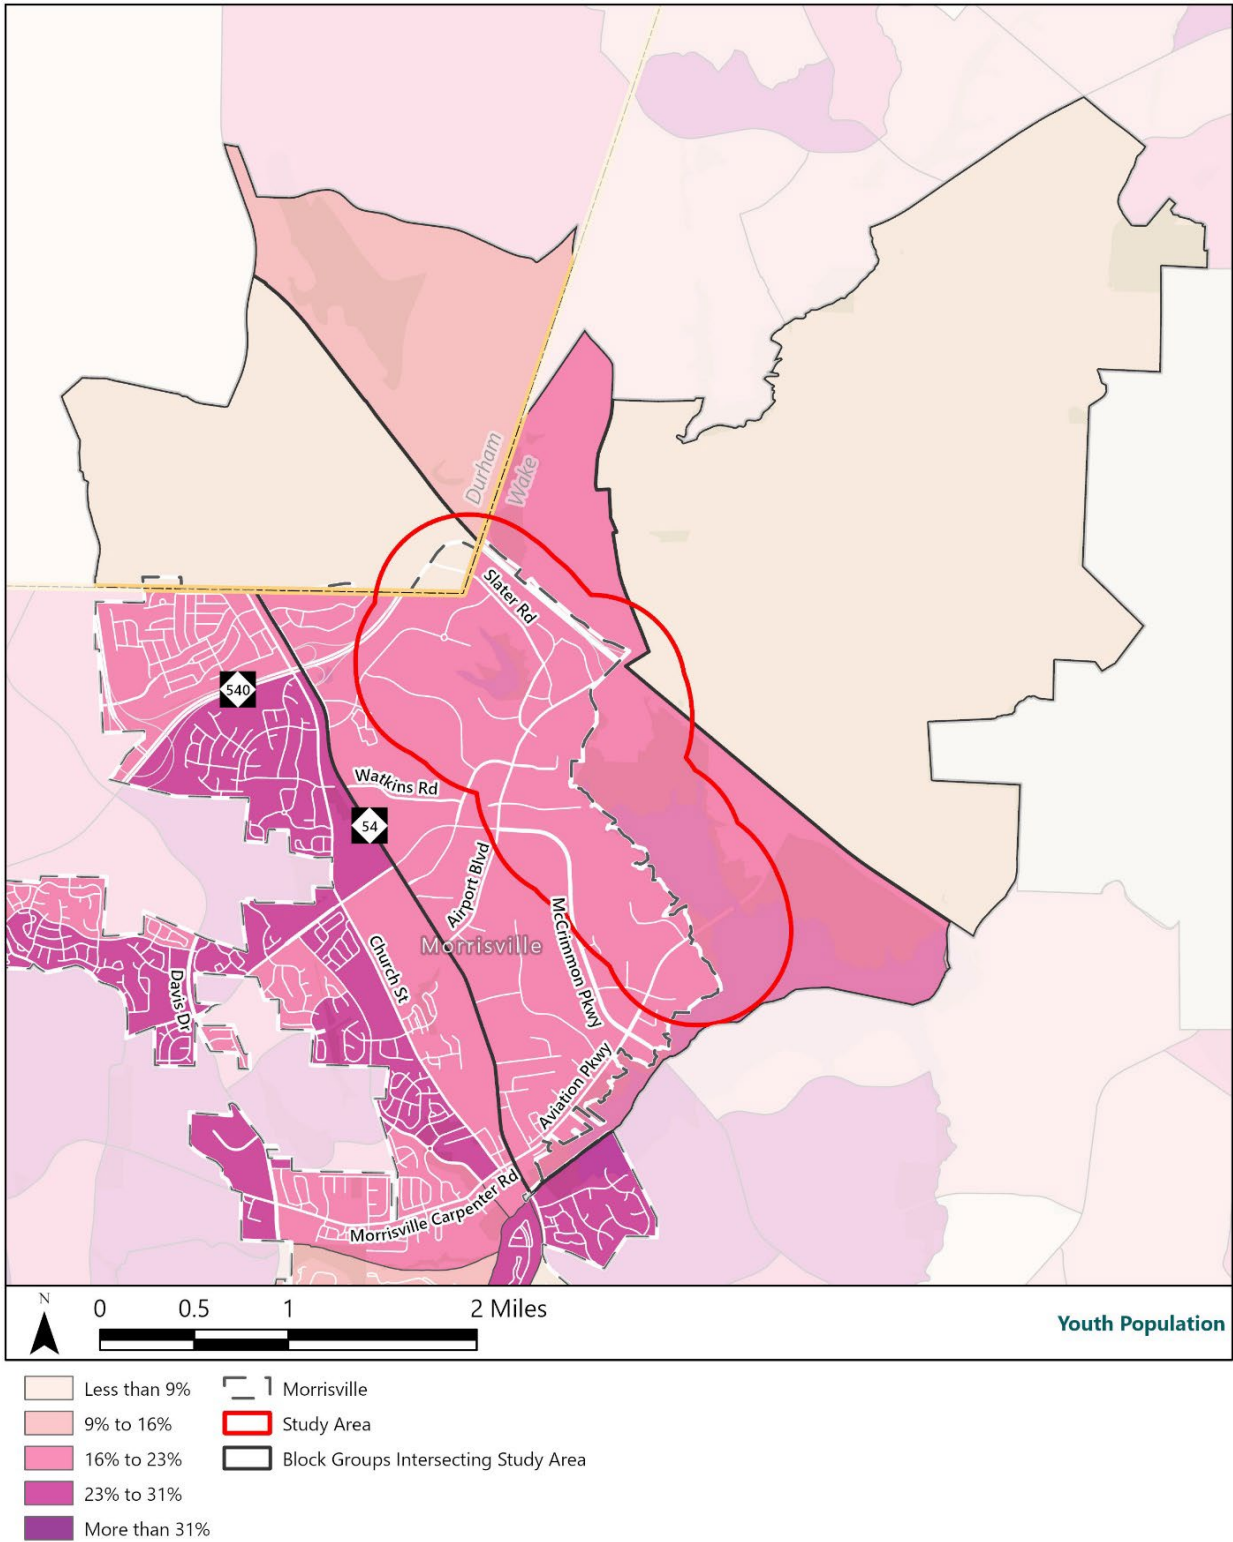 Durham
Wake
Slater Rd
540
Watkins Rd
54
Airport Blvd
McCrimmon Pkwy
Morrisville
Church St
Davis Dr
Aviation Pkwy
Morrisville Carpenter Rd
N
0 0.5 1 2 Miles
Youth Population
Less than 9% Morrisville
9% to 16% Study Area
16% to 23% Block Groups Intersecting Study Area
23% to 31%
More than 31%